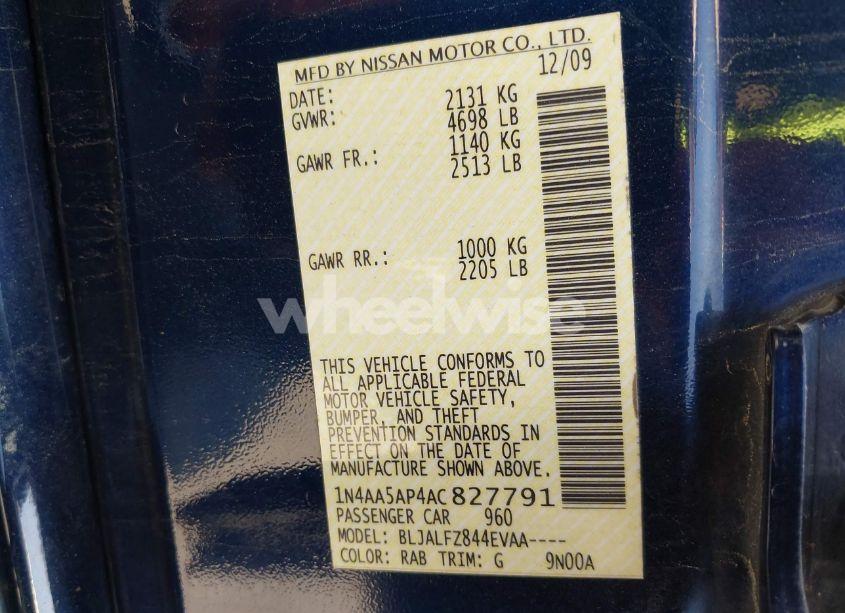 MFD BY NISSAN MOTOR CO., LTD.
DATE: 12/09
GVWR: 2131 KG
4698 LB
GAWR FR.: 1140 KG
2513 LB
GAWR RR.: 1000 KG
2205 LB
wheelwise
THIS VEHICLE CONFORMS TO
ALL APPLICABLE FEDERAL
MOTOR VEHICLE SAFETY,
BUMPER, AND THEFT
PREVENTION STANDARDS IN
EFFECT ON THE DATE OF
MANUFACTURE SHOWN ABOVE.
1N4AA5AP4AC827791
PASSENGER CAR 960
MODEL: BLJALFZ844EVAA----
COLOR: RAB TRIM: G 9N00A